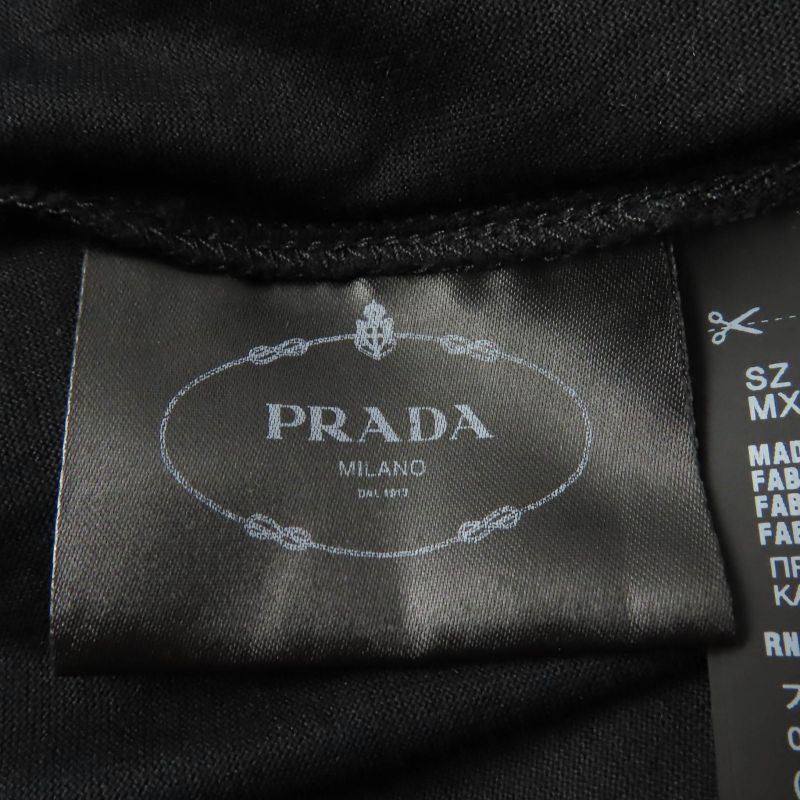 PRADA
MILANO
DAL 1913
SZ
MX
MAD
FAB
FAB
FAB
ПР
КА
RN